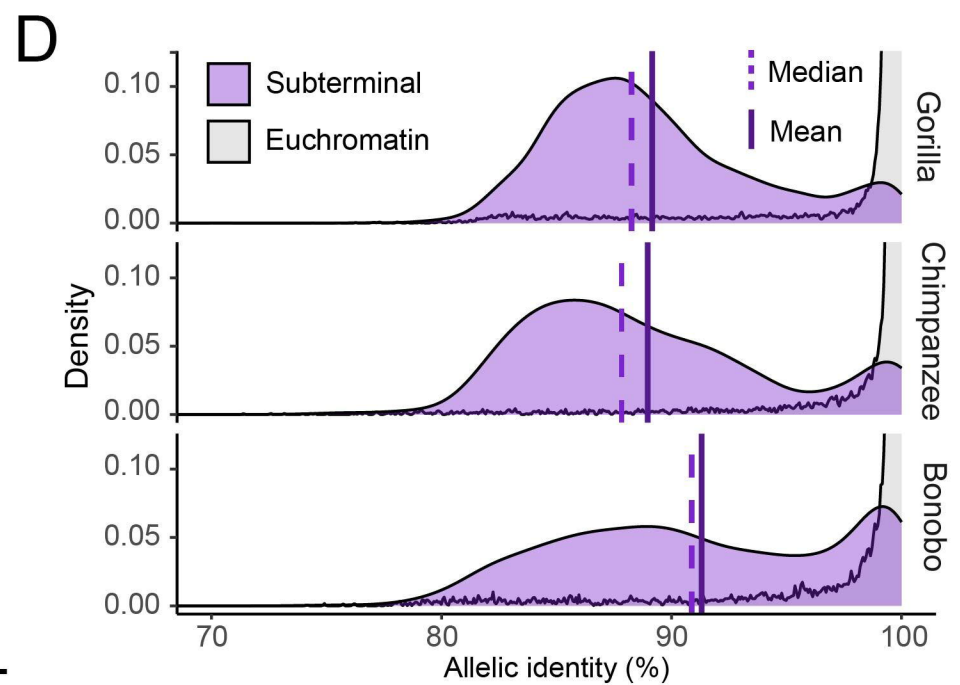 D
Subterminal
Euchromatin
Median
Mean
0.10
0.05
0.00
Gorilla
0.10
0.05
0.00
Chimpanzee
0.10
0.05
0.00
Bonobo
Density
70 80 90 100
Allelic identity (%)